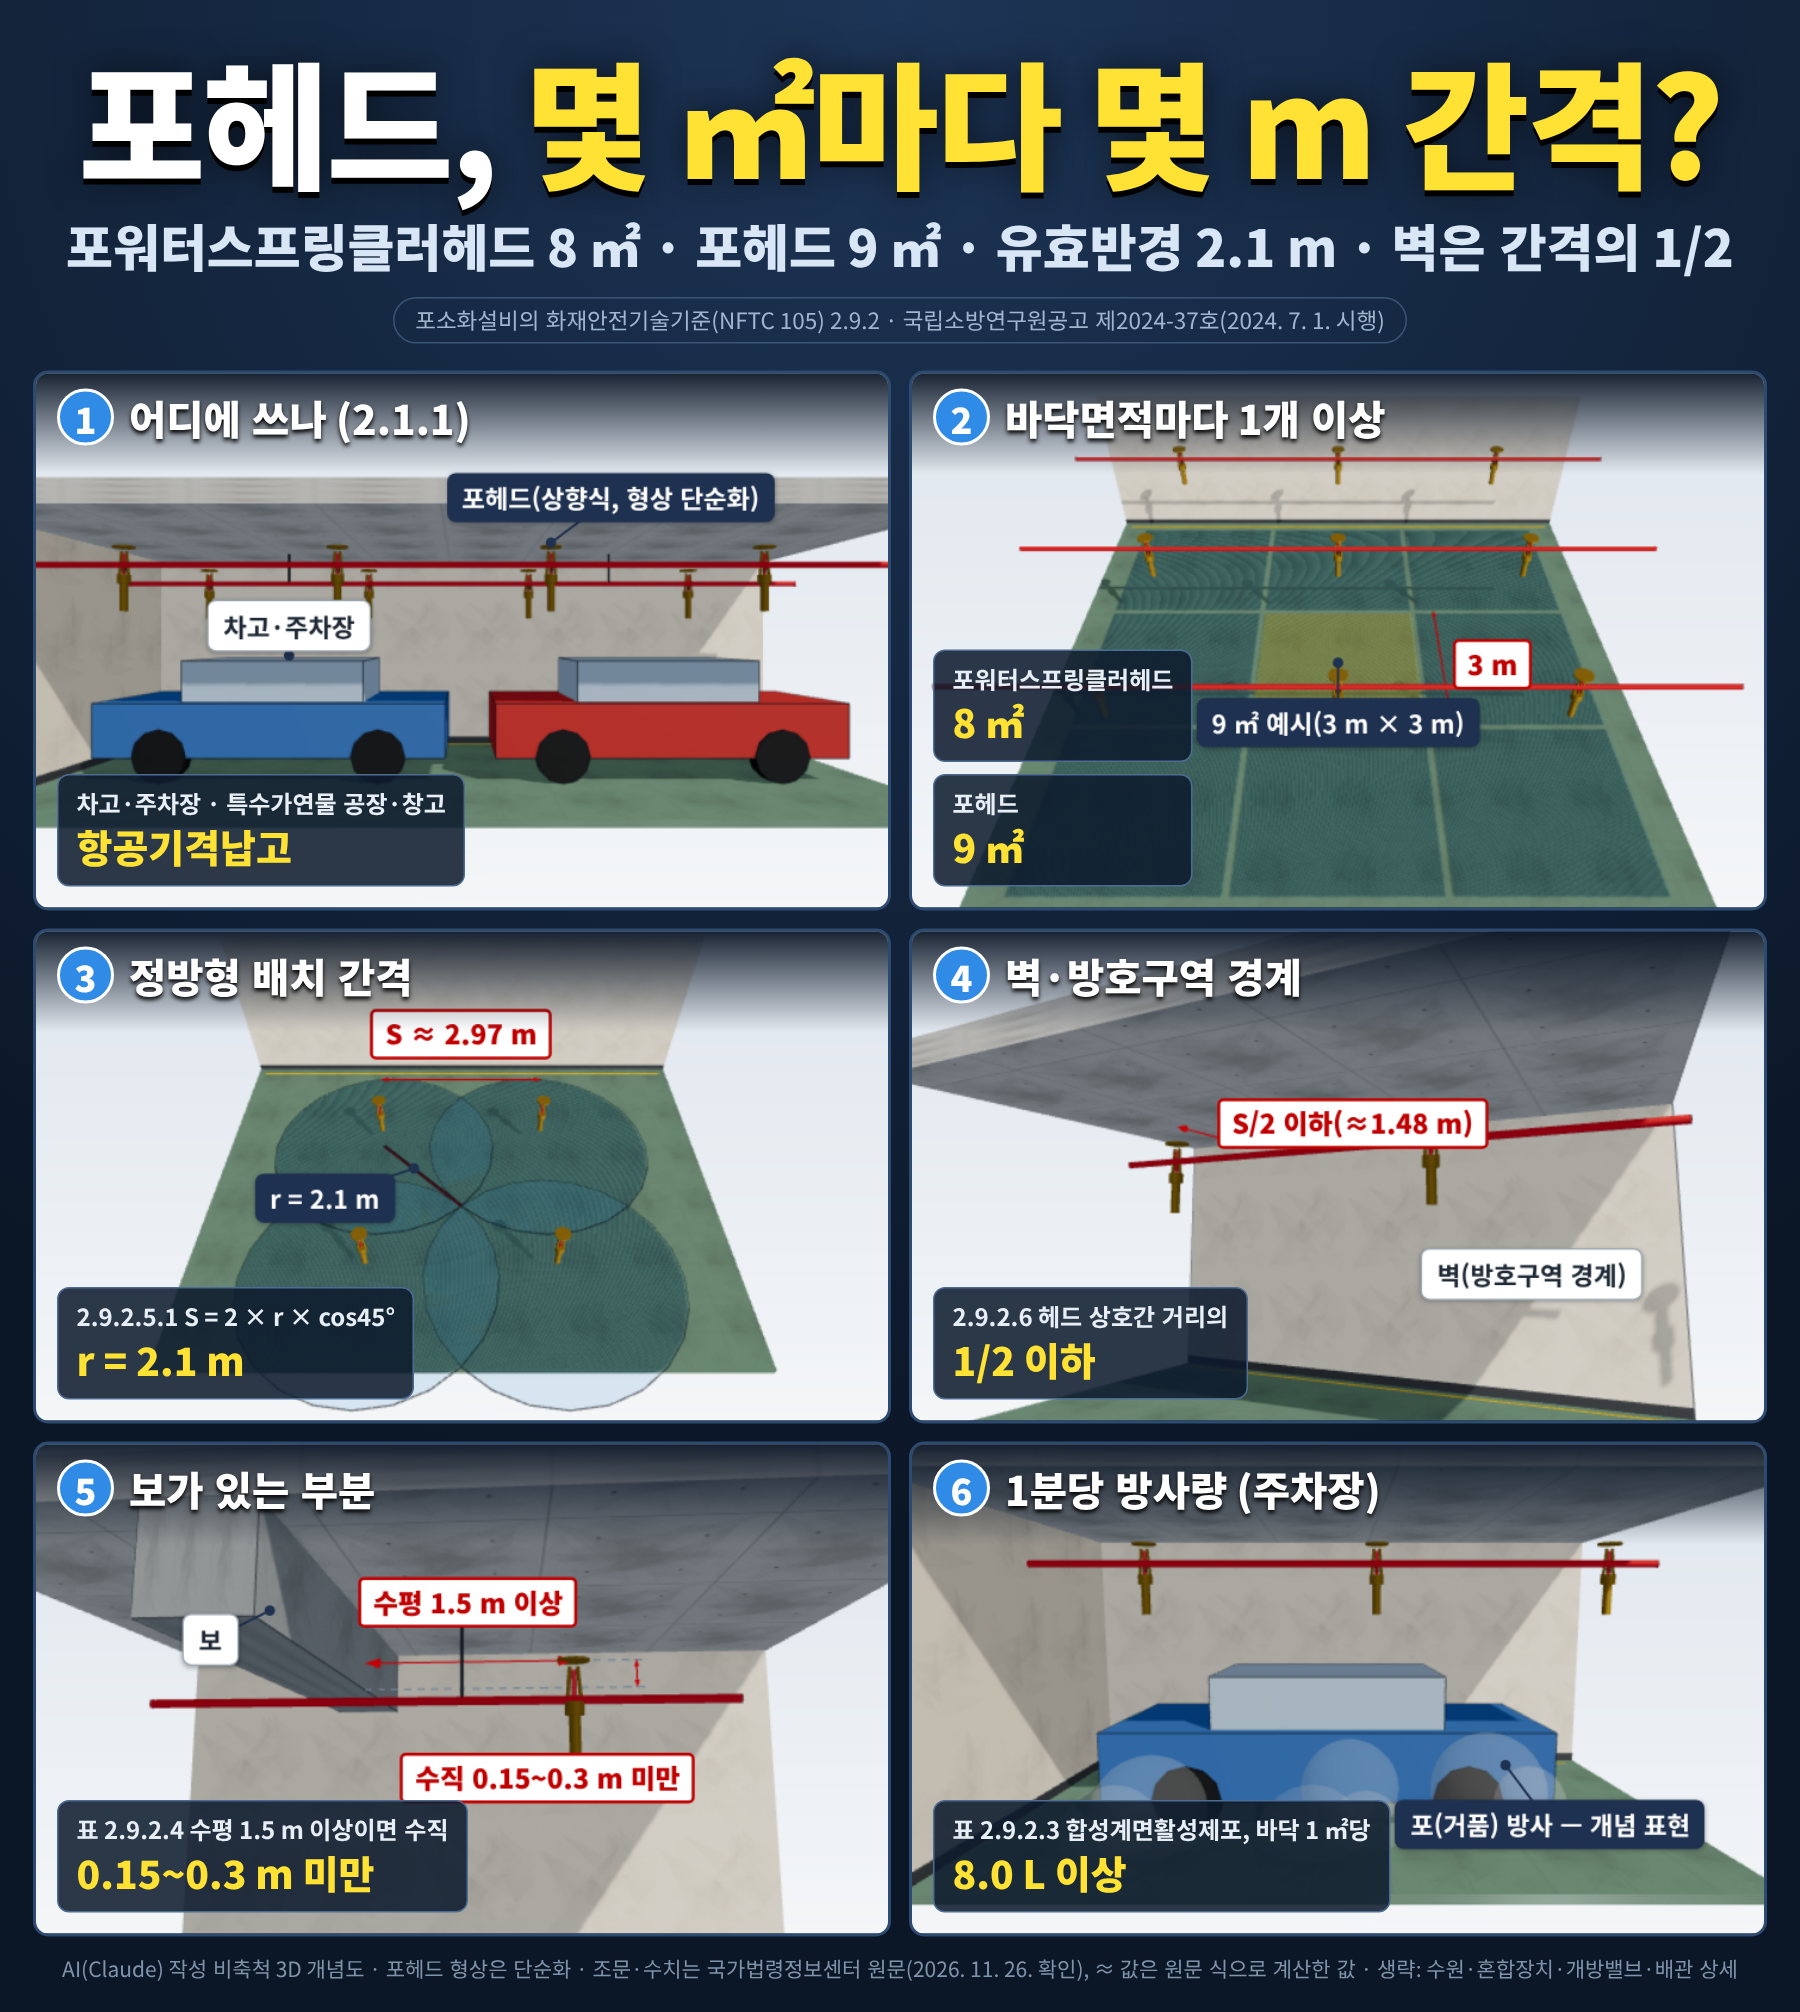 포헤드, 몇 ㎡마다 몇 m 간격?
포워터스프링클러헤드 8 ㎡ · 포헤드 9 ㎡ · 유효반경 2.1 m · 벽은 간격의 1/2
포소화설비의 화재안전기술기준(NFTC 105) 2.9.2 · 국립소방연구원공고 제2024-37호(2024. 7. 1. 시행)
1 어디에 쓰나 (2.1.1)
포헤드(상향식, 형상 단순화)
차고·주차장
차고·주차장 · 특수가연물 공장·창고
항공기격납고
2 바닥면적마다 1개 이상
3 m
포워터스프링클러헤드
8 ㎡
9 ㎡ 예시(3 m × 3 m)
포헤드
9 ㎡
3 정방형 배치 간격
S ≈ 2.97 m
r = 2.1 m
2.9.2.5.1 S = 2 × r × cos45°
r = 2.1 m
4 벽·방호구역 경계
S/2 이하(≈1.48 m)
벽(방호구역 경계)
2.9.2.6 헤드 상호간 거리의
1/2 이하
5 보가 있는 부분
수평 1.5 m 이상
보
수직 0.15~0.3 m 미만
표 2.9.2.4 수평 1.5 m 이상이면 수직
0.15~0.3 m 미만
6 1분당 방사량 (주차장)
포(거품) 방사 — 개념 표현
표 2.9.2.3 합성계면활성제포, 바닥 1 ㎡당
8.0 L 이상
AI(Claude) 작성 비축척 3D 개념도 · 포헤드 형상은 단순화 · 조문·수치는 국가법령정보센터 원문(2026. 11. 26. 확인), ≈ 값은 원문 식으로 계산한 값 · 생략: 수원·혼합장치·개방밸브·배관 상세